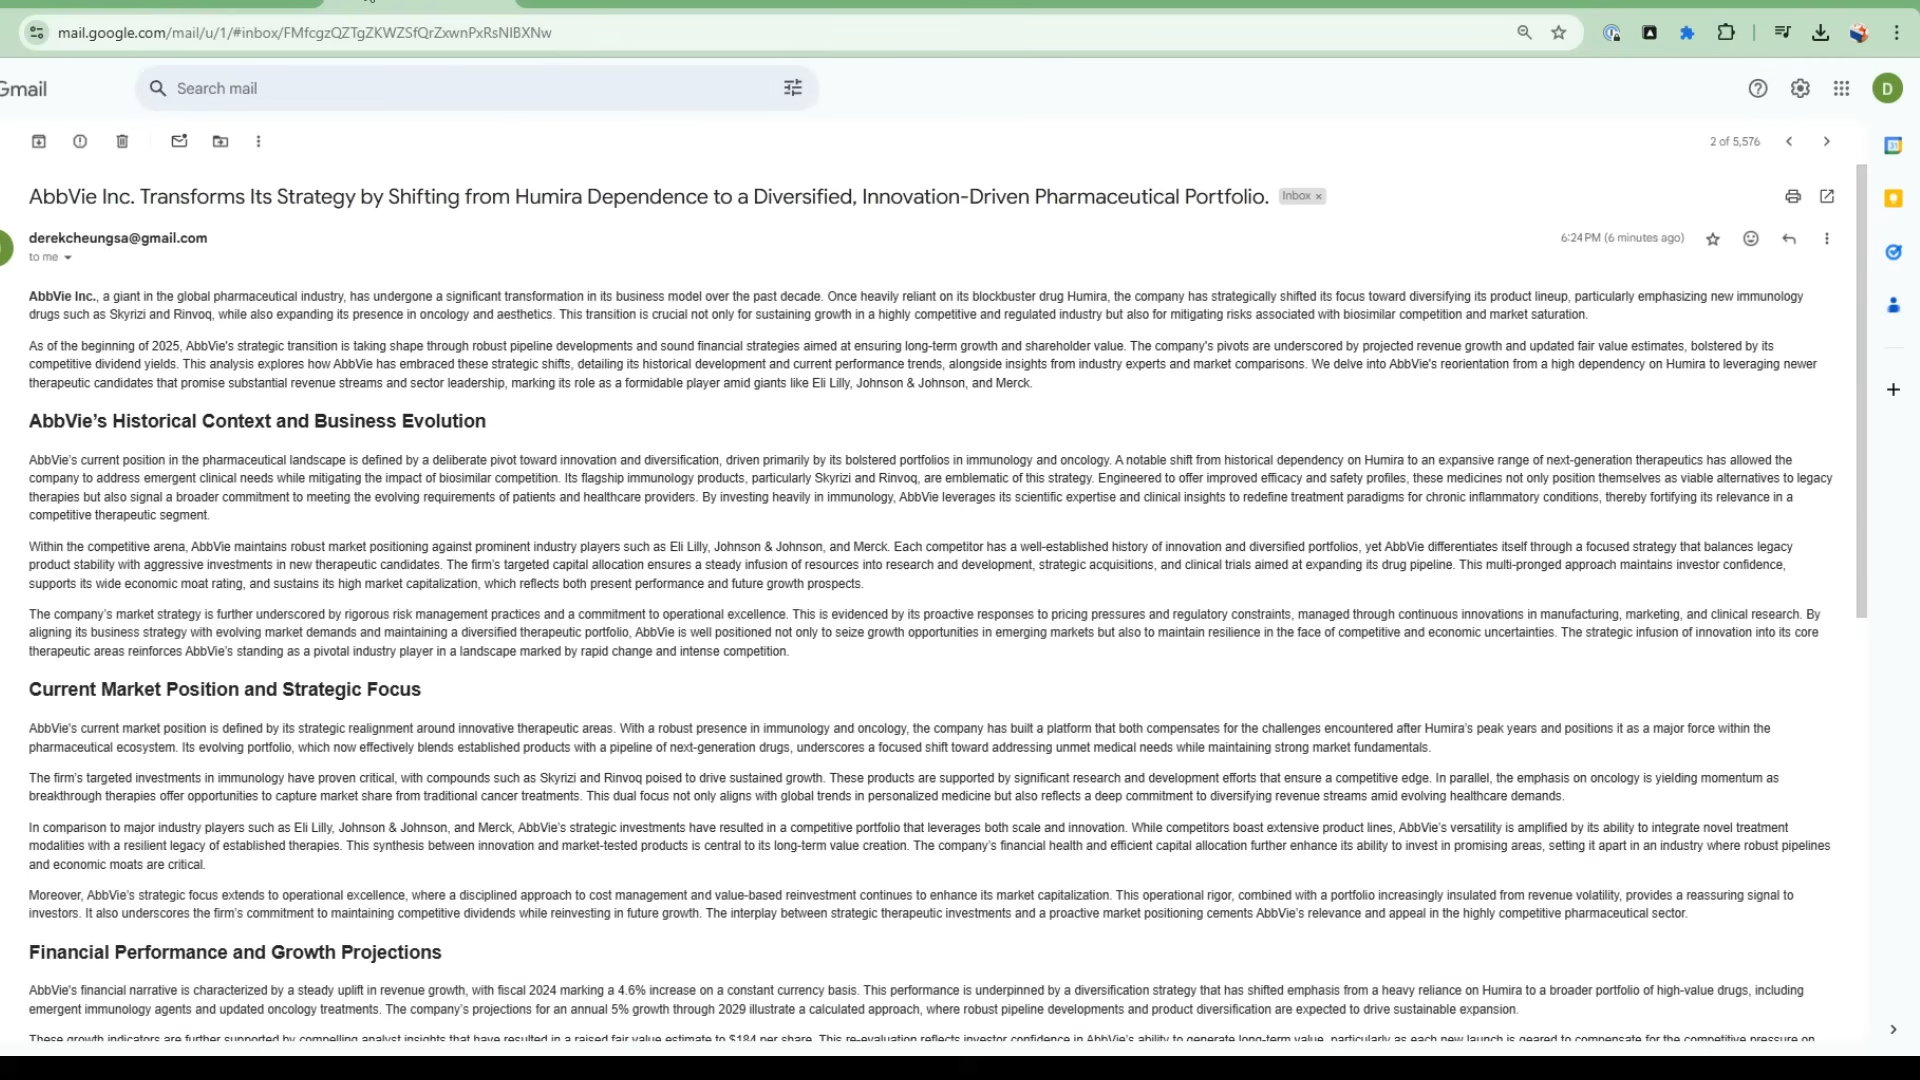 mail.google.com/mail/u/1/#inbox/FMfcgzQZTgZKWZSfQrZxwnPxRsNlBXNw
Gmail
Search mail
D
2 of 5,576
AbbVie Inc. Transforms Its Strategy by Shifting from Humira Dependence to a Diversified, Innovation-Driven Pharmaceutical Portfolio. Inbox ×
derekcheungsa@gmail.com
6:24 PM (6 minutes ago)
to me
AbbVie Inc., a giant in the global pharmaceutical industry, has undergone a significant transformation in its business model over the past decade. Once heavily reliant on its blockbuster drug Humira, the company has strategically shifted its focus toward diversifying its product lineup, particularly emphasizing new immunology
drugs such as Skyrizi and Rinvoq, while also expanding its presence in oncology and aesthetics. This transition is crucial not only for sustaining growth in a highly competitive and regulated industry but also for mitigating risks associated with biosimilar competition and market saturation.
As of the beginning of 2025, AbbVie's strategic transition is taking shape through robust pipeline developments and sound financial strategies aimed at ensuring long-term growth and shareholder value. The company's pivots are underscored by projected revenue growth and updated fair value estimates, bolstered by its
competitive dividend yields. This analysis explores how AbbVie has embraced these strategic shifts, detailing its historical development and current performance trends, alongside insights from industry experts and market comparisons. We delve into AbbVie's reorientation from a high dependency on Humira to leveraging newer
therapeutic candidates that promise substantial revenue streams and sector leadership, marking its role as a formidable player amid giants like Eli Lilly, Johnson & Johnson, and Merck.
AbbVie's Historical Context and Business Evolution
AbbVie's current position in the pharmaceutical landscape is defined by a deliberate pivot toward innovation and diversification, driven primarily by its bolstered portfolios in immunology and oncology. A notable shift from historical dependency on Humira to an expansive range of next-generation therapeutics has allowed the
company to address emergent clinical needs while mitigating the impact of biosimilar competition. Its flagship immunology products, particularly Skyrizi and Rinvoq, are emblematic of this strategy. Engineered to offer improved efficacy and safety profiles, these medicines not only position themselves as viable alternatives to legacy
therapies but also signal a broader commitment to meeting the evolving requirements of patients and healthcare providers. By investing heavily in immunology, AbbVie leverages its scientific expertise and clinical insights to redefine treatment paradigms for chronic inflammatory conditions, thereby fortifying its relevance in a
competitive therapeutic segment.
Within the competitive arena, AbbVie maintains robust market positioning against prominent industry players such as Eli Lilly, Johnson & Johnson, and Merck. Each competitor has a well-established history of innovation and diversified portfolios, yet AbbVie differentiates itself through a focused strategy that balances legacy
product stability with aggressive investments in new therapeutic candidates. The firm's targeted capital allocation ensures a steady infusion of resources into research and development, strategic acquisitions, and clinical trials aimed at expanding its drug pipeline. This multi-pronged approach maintains investor confidence,
supports its wide economic moat rating, and sustains its high market capitalization, which reflects both present performance and future growth prospects.
The company's market strategy is further underscored by rigorous risk management practices and a commitment to operational excellence. This is evidenced by its proactive responses to pricing pressures and regulatory constraints, managed through continuous innovations in manufacturing, marketing, and clinical research. By
aligning its business strategy with evolving market demands and maintaining a diversified therapeutic portfolio, AbbVie is well positioned not only to seize growth opportunities in emerging markets but also to maintain resilience in the face of competitive and economic uncertainties. The strategic infusion of innovation into its core
therapeutic areas reinforces AbbVie's standing as a pivotal industry player in a landscape marked by rapid change and intense competition.
Current Market Position and Strategic Focus
AbbVie's current market position is defined by its strategic realignment around innovative therapeutic areas. With a robust presence in immunology and oncology, the company has built a platform that both compensates for the challenges encountered after Humira's peak years and positions it as a major force within the
pharmaceutical ecosystem. Its evolving portfolio, which now effectively blends established products with a pipeline of next-generation drugs, underscores a focused shift toward addressing unmet medical needs while maintaining strong market fundamentals.
The firm's targeted investments in immunology have proven critical, with compounds such as Skyrizi and Rinvoq poised to drive sustained growth. These products are supported by significant research and development efforts that ensure a competitive edge. In parallel, the emphasis on oncology is yielding momentum as
breakthrough therapies offer opportunities to capture market share from traditional cancer treatments. This dual focus not only aligns with global trends in personalized medicine but also reflects a deep commitment to diversifying revenue streams amid evolving healthcare demands.
In comparison to major industry players such as Eli Lilly, Johnson & Johnson, and Merck, AbbVie's strategic investments have resulted in a competitive portfolio that leverages both scale and innovation. While competitors boast extensive product lines, AbbVie's versatility is amplified by its ability to integrate novel treatment
modalities with a resilient legacy of established therapies. This synthesis between innovation and market-tested products is central to its long-term value creation. The company's financial health and efficient capital allocation further enhance its ability to invest in promising areas, setting it apart in an industry where robust pipelines
and economic moats are critical.
Moreover, AbbVie's strategic focus extends to operational excellence, where a disciplined approach to cost management and value-based reinvestment continues to enhance its market capitalization. This operational rigor, combined with a portfolio increasingly insulated from revenue volatility, provides a reassuring signal to
investors. It also underscores the firm's commitment to maintaining competitive dividends while reinvesting in future growth. The interplay between strategic therapeutic investments and a proactive market positioning cements AbbVie's relevance and appeal in the highly competitive pharmaceutical sector.
Financial Performance and Growth Projections
AbbVie's financial narrative is characterized by a steady uplift in revenue growth, with fiscal 2024 marking a 4.6% increase on a constant currency basis. This performance is underpinned by a diversification strategy that has shifted emphasis from a heavy reliance on Humira to a broader portfolio of high-value drugs, including
emergent immunology agents and updated oncology treatments. The company's projections for an annual 5% growth through 2029 illustrate a calculated approach, where robust pipeline developments and product diversification are expected to drive sustainable expansion.
These growth indicators are further supported by compelling analyst insights that have resulted in a raised fair value estimate to $184 per share. This re-evaluation reflects investor confidence in AbbVie's ability to generate long-term value, particularly as each new launch is geared to compensate for the competitive pressure on